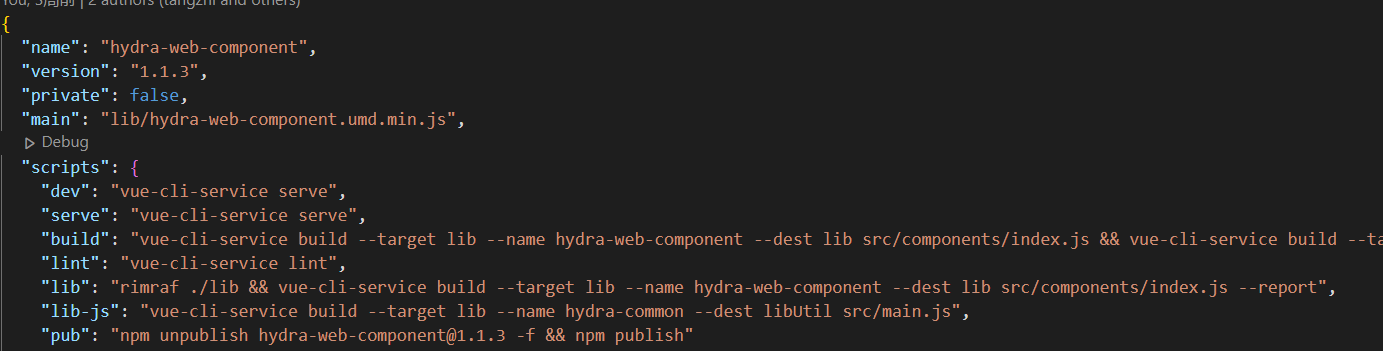 You, 3周前 | 2 authors (tangzhi and others)
{
  "name": "hydra-web-component",
  "version": "1.1.3",
  "private": false,
  "main": "lib/hydra-web-component.umd.min.js",
  Debug
  "scripts": {
    "dev": "vue-cli-service serve",
    "serve": "vue-cli-service serve",
    "build": "vue-cli-service build --target lib --name hydra-web-component --dest lib src/components/index.js && vue-cli-service build --ta
    "lint": "vue-cli-service lint",
    "lib": "rimraf ./lib && vue-cli-service build --target lib --name hydra-web-component --dest lib src/components/index.js --report",
    "lib-js": "vue-cli-service build --target lib --name hydra-common --dest libUtil src/main.js",
    "pub": "npm unpublish hydra-web-component@1.1.3 -f && npm publish"